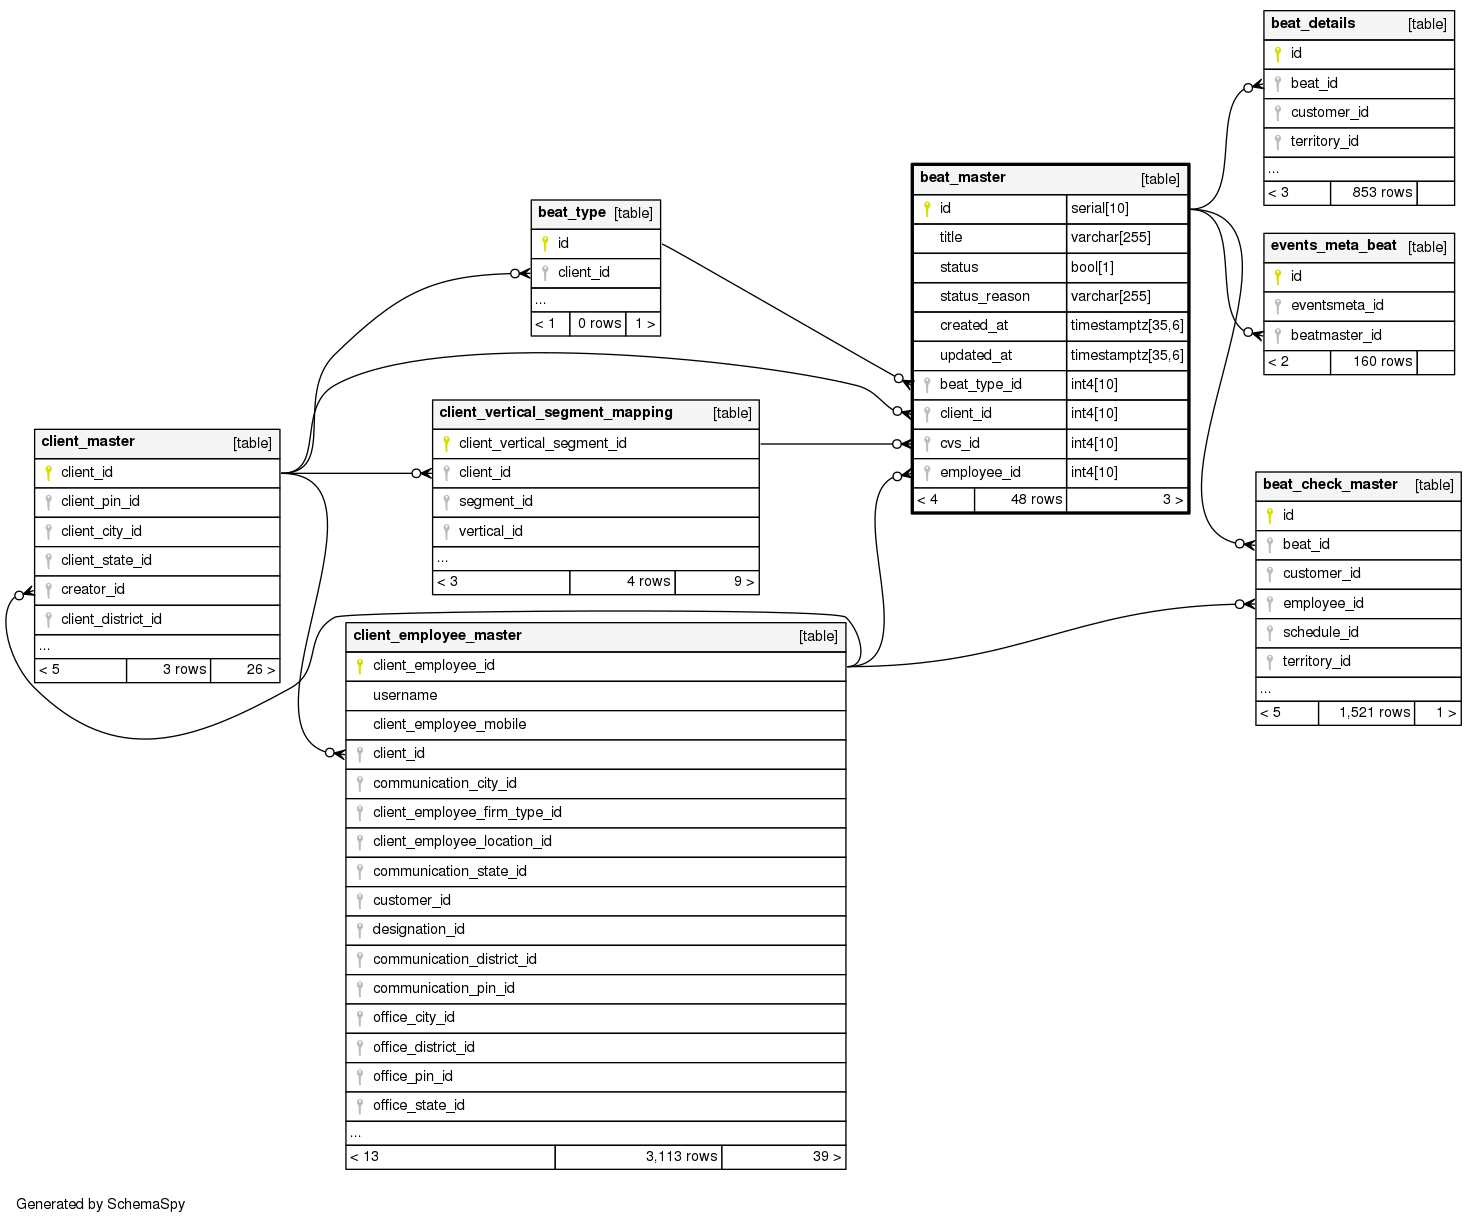 beat_details [table]
id
beat_id
customer_id
territory_id
...
< 3 853 rows
beat_master [table]
id serial[10]
title varchar[255]
status bool[1]
status_reason varchar[255]
created_at timestamptz[35,6]
updated_at timestamptz[35,6]
beat_type_id int4[10]
client_id int4[10]
cvs_id int4[10]
employee_id int4[10]
< 4 48 rows 3 >
beat_type [table]
id
client_id
...
< 1 0 rows 1 >
events_meta_beat [table]
id
eventsmeta_id
beatmaster_id
< 2 160 rows
client_vertical_segment_mapping [table]
client_vertical_segment_id
client_id
segment_id
vertical_id
...
< 3 4 rows 9 >
client_master [table]
client_id
client_pin_id
client_city_id
client_state_id
creator_id
client_district_id
...
< 5 3 rows 26 >
beat_check_master [table]
id
beat_id
customer_id
employee_id
schedule_id
territory_id
...
< 5 1,521 rows 1 >
client_employee_master [table]
client_employee_id
username
client_employee_mobile
client_id
communication_city_id
client_employee_firm_type_id
client_employee_location_id
communication_state_id
customer_id
designation_id
communication_district_id
communication_pin_id
office_city_id
office_district_id
office_pin_id
office_state_id
...
< 13 3,113 rows 39 >
Generated by SchemaSpy